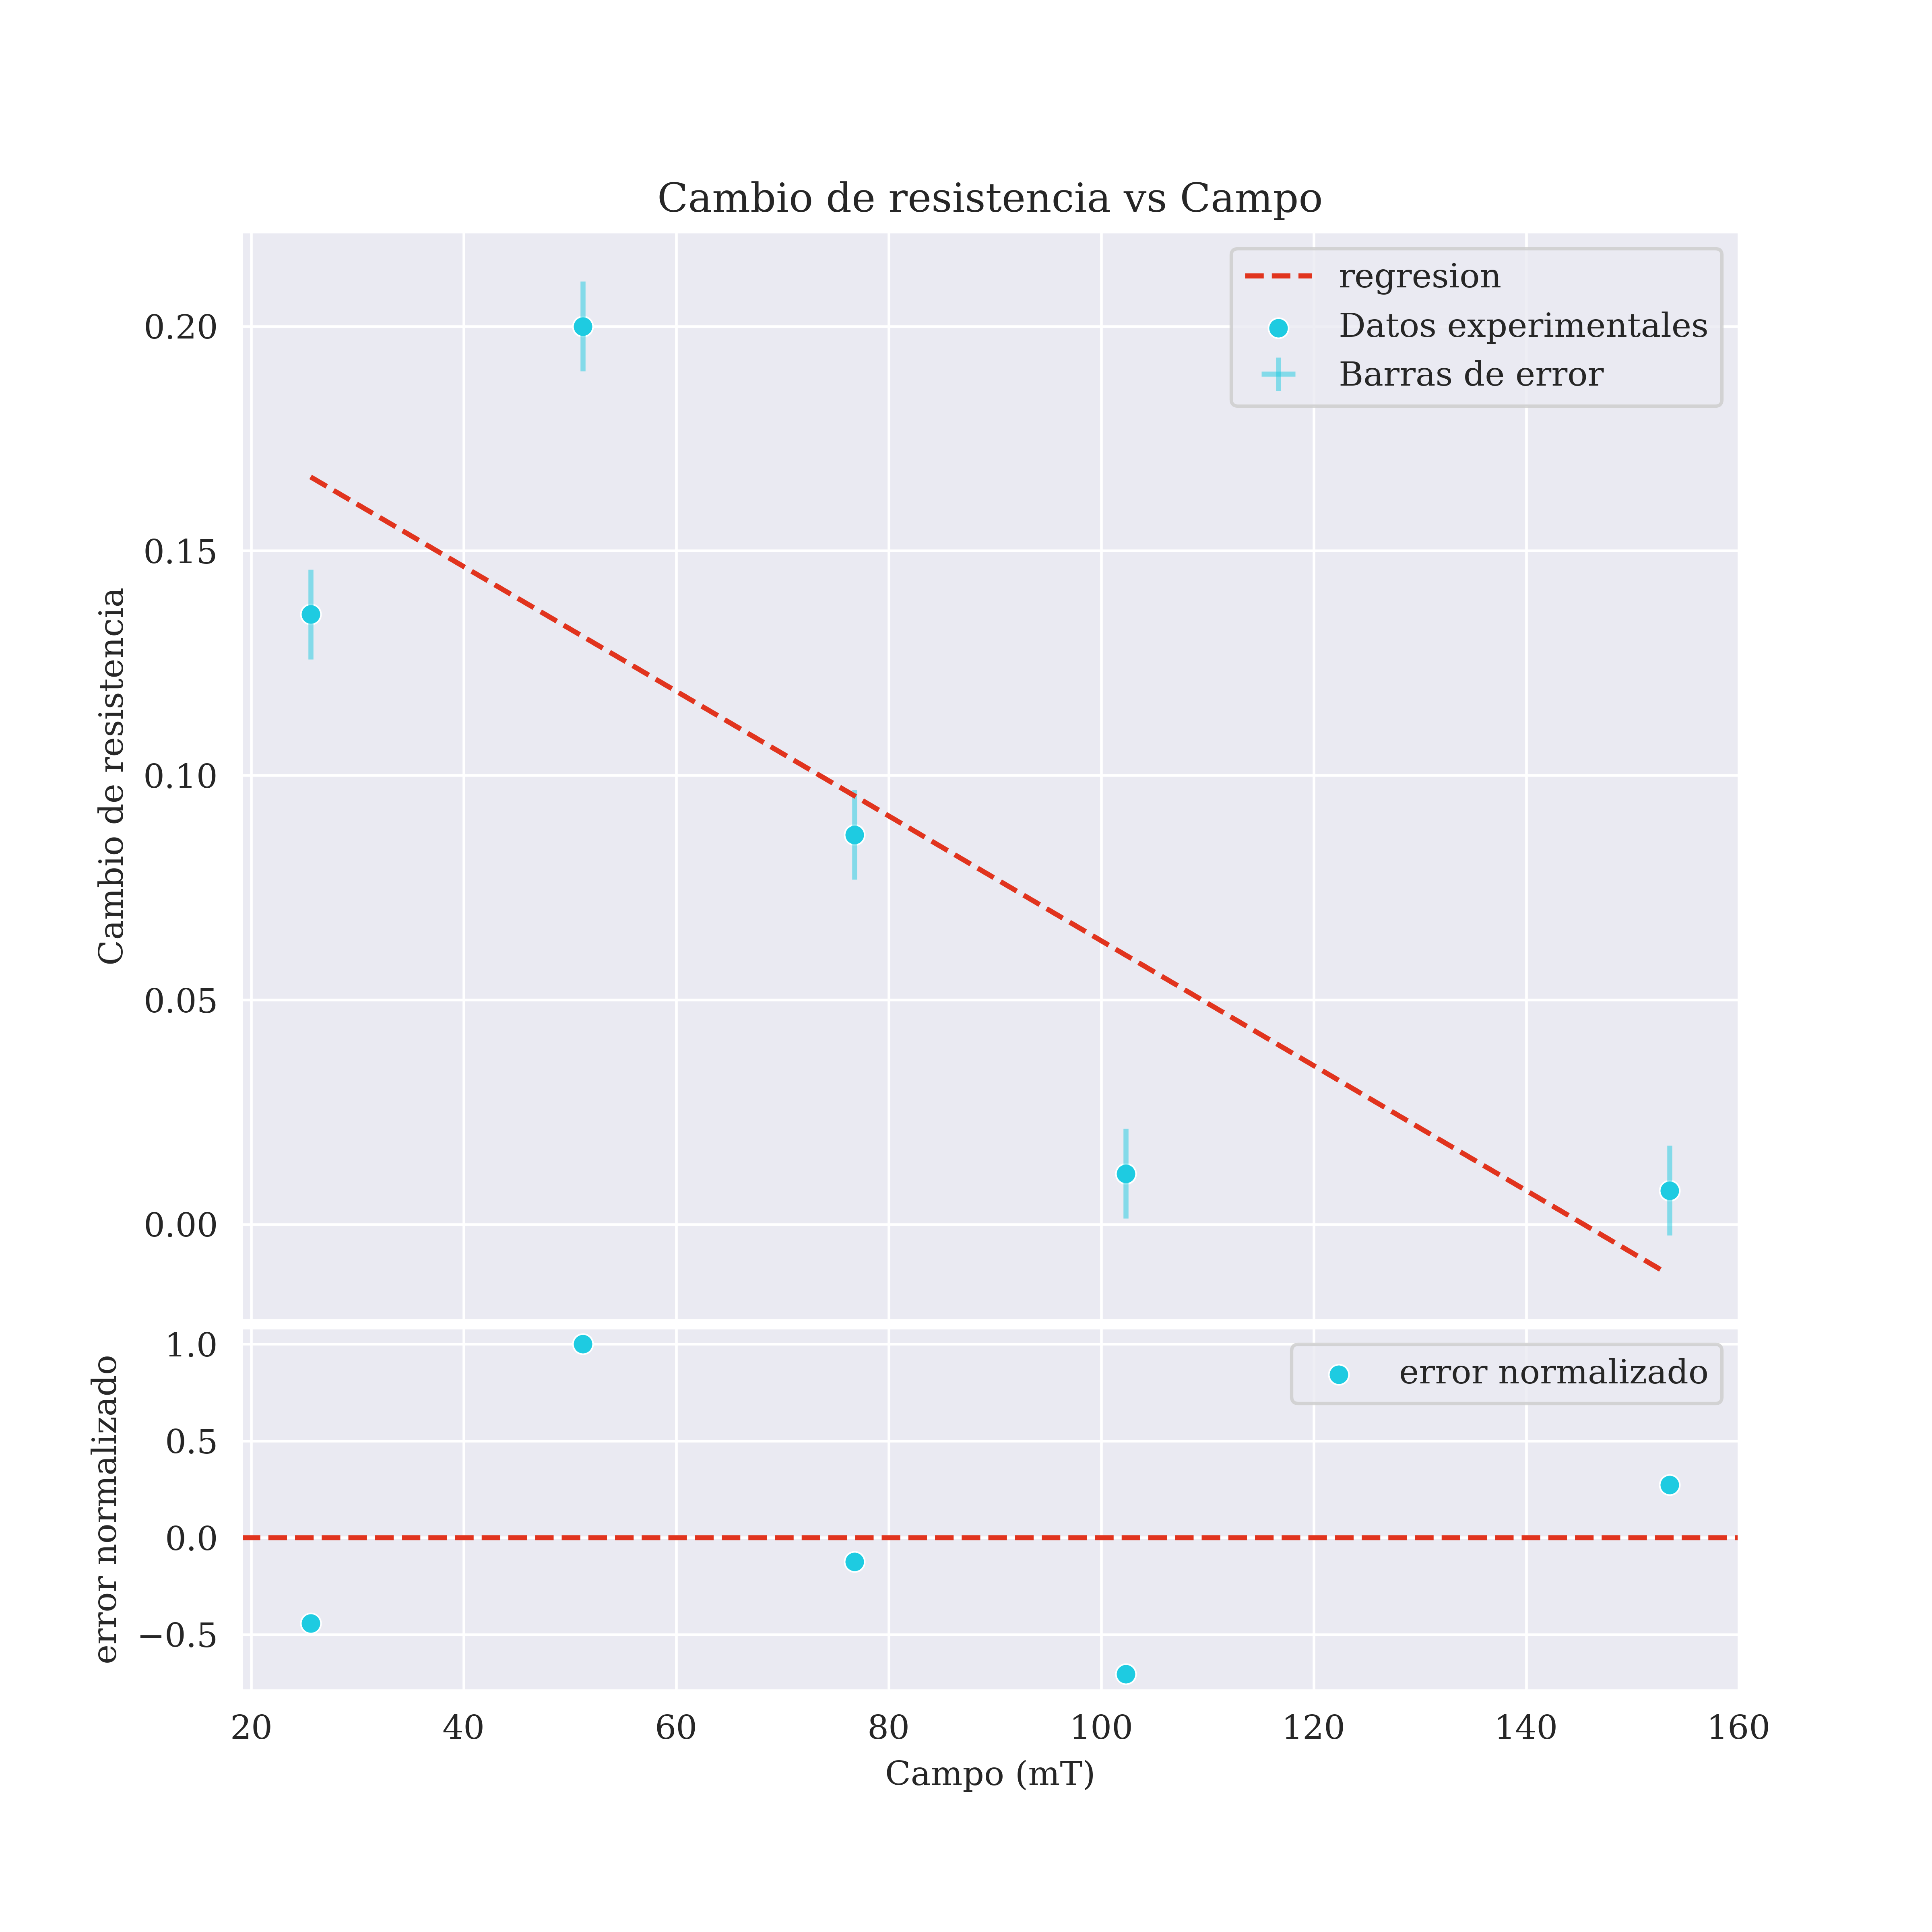 Cambio de resistencia vs Campo
regresion
Datos experimentales
Barras de error
Cambio de resistencia
0.20
0.15
0.10
0.05
0.00
error normalizado
error normalizado
1.0
0.5
0.0
−0.5
20 40 60 80 100 120 140 160
Campo (mT)